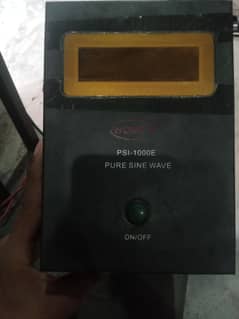 PSI-1000E
PURE SINE WAVE
ON/OFF